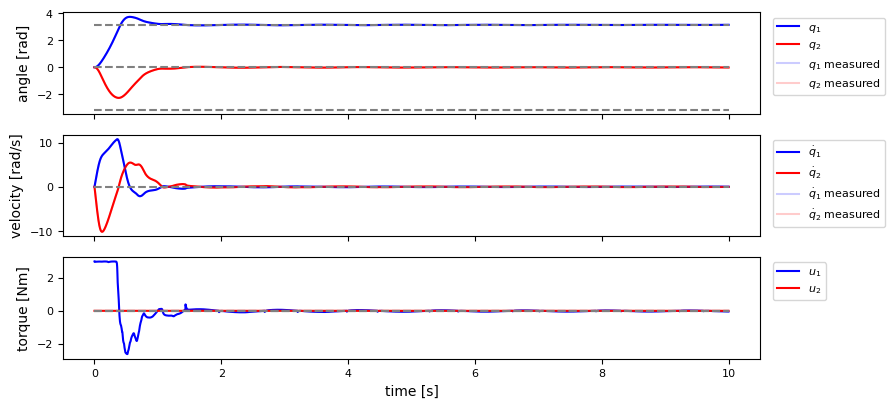 angle [rad]
4
2
0
−2
q₁
q₂
q₁ measured
q₂ measured
velocity [rad/s]
10
0
−10
q̇₁
q̇₂
q̇₁ measured
q̇₂ measured
torque [Nm]
2
0
−2
u₁
u₂
0 2 4 6 8 10
time [s]